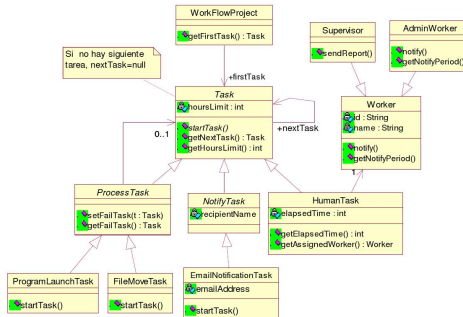 WorkFlowProject
getFirstTask() : Task
Supervisor
sendReport()
AdminWorker
notify()
getNotifyPeriod()
Si no hay siguiente
tarea, nextTask=null
+firstTask
Task
hoursLimit : int
startTask()
getNextTask() : Task
getHoursLimit() : int
+nextTask
0..1
Worker
id : String
name : String
notify()
getNotifyPeriod()
1
ProcessTask
setFailTask(t : Task)
getFailTask() : Task
NotifyTask
recipientName
HumanTask
elapsedTime : int
getElapsedTime() : int
getAssignedWorker() : Worker
ProgramLaunchTask
startTask()
FileMoveTask
startTask()
EmailNotificationTask
emailAddress
startTask()